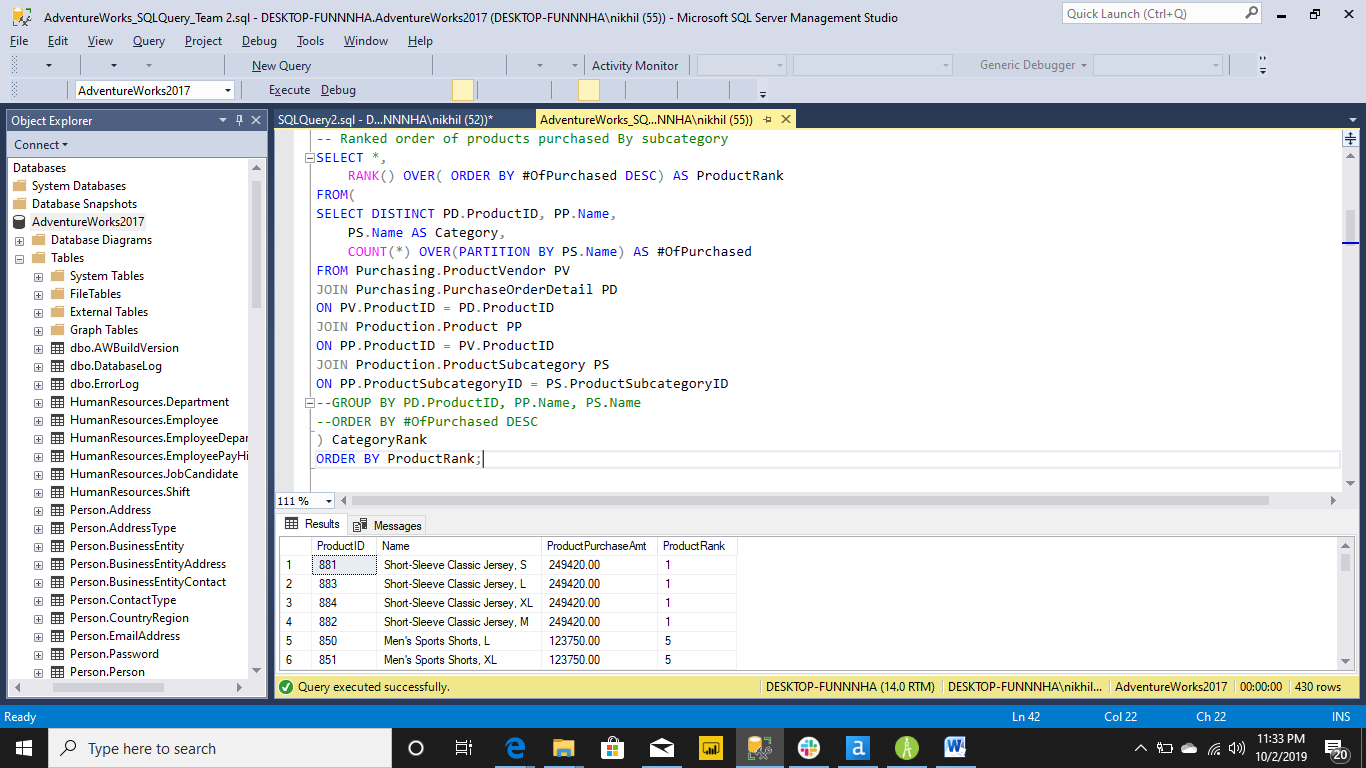 AdventureWorks_SQLQuery_Team 2.sql - DESKTOP-FUNNNHA.AdventureWorks2017 (DESKTOP-FUNNNHA\nikhil (55)) - Microsoft SQL Server Management Studio
Quick Launch (Ctrl+Q)
File Edit View Query Project Debug Tools Window Help
New Query Activity Monitor Generic Debugger
AdventureWorks2017 Execute Debug
Object Explorer
Connect
Databases
System Databases
Database Snapshots
AdventureWorks2017
Database Diagrams
Tables
System Tables
FileTables
External Tables
Graph Tables
dbo.AWBuildVersion
dbo.DatabaseLog
dbo.ErrorLog
HumanResources.Department
HumanResources.Employee
HumanResources.EmployeeDepar
HumanResources.EmployeePayHi
HumanResources.JobCandidate
HumanResources.Shift
Person.Address
Person.AddressType
Person.BusinessEntity
Person.BusinessEntityAddress
Person.BusinessEntityContact
Person.ContactType
Person.CountryRegion
Person.EmailAddress
Person.Password
Person.Person
SQLQuery2.sql - D...NNNHA\nikhil (52))*
AdventureWorks_SQ...NNHA\nikhil (55))
-- Ranked order of products purchased By subcategory
SELECT *,
RANK() OVER( ORDER BY #OfPurchased DESC) AS ProductRank
FROM(
SELECT DISTINCT PD.ProductID, PP.Name,
PS.Name AS Category,
COUNT(*) OVER(PARTITION BY PS.Name) AS #OfPurchased
FROM Purchasing.ProductVendor PV
JOIN Purchasing.PurchaseOrderDetail PD
ON PV.ProductID = PD.ProductID
JOIN Production.Product PP
ON PP.ProductID = PV.ProductID
JOIN Production.ProductSubcategory PS
ON PP.ProductSubcategoryID = PS.ProductSubcategoryID
--GROUP BY PD.ProductID, PP.Name, PS.Name
--ORDER BY #OfPurchased DESC
) CategoryRank
ORDER BY ProductRank;
111 %
Results Messages
ProductID Name ProductPurchaseAmt ProductRank
1 881 Short-Sleeve Classic Jersey, S 249420.00 1
2 883 Short-Sleeve Classic Jersey, L 249420.00 1
3 884 Short-Sleeve Classic Jersey, XL 249420.00 1
4 882 Short-Sleeve Classic Jersey, M 249420.00 1
5 850 Men's Sports Shorts, L 123750.00 5
6 851 Men's Sports Shorts, XL 123750.00 5
Query executed successfully. DESKTOP-FUNNNHA (14.0 RTM) DESKTOP-FUNNNHA\nikhil... AdventureWorks2017 00:00:00 430 rows
Ready Ln 42 Col 22 Ch 22 INS
Type here to search
11:33 PM
10/2/2019
20